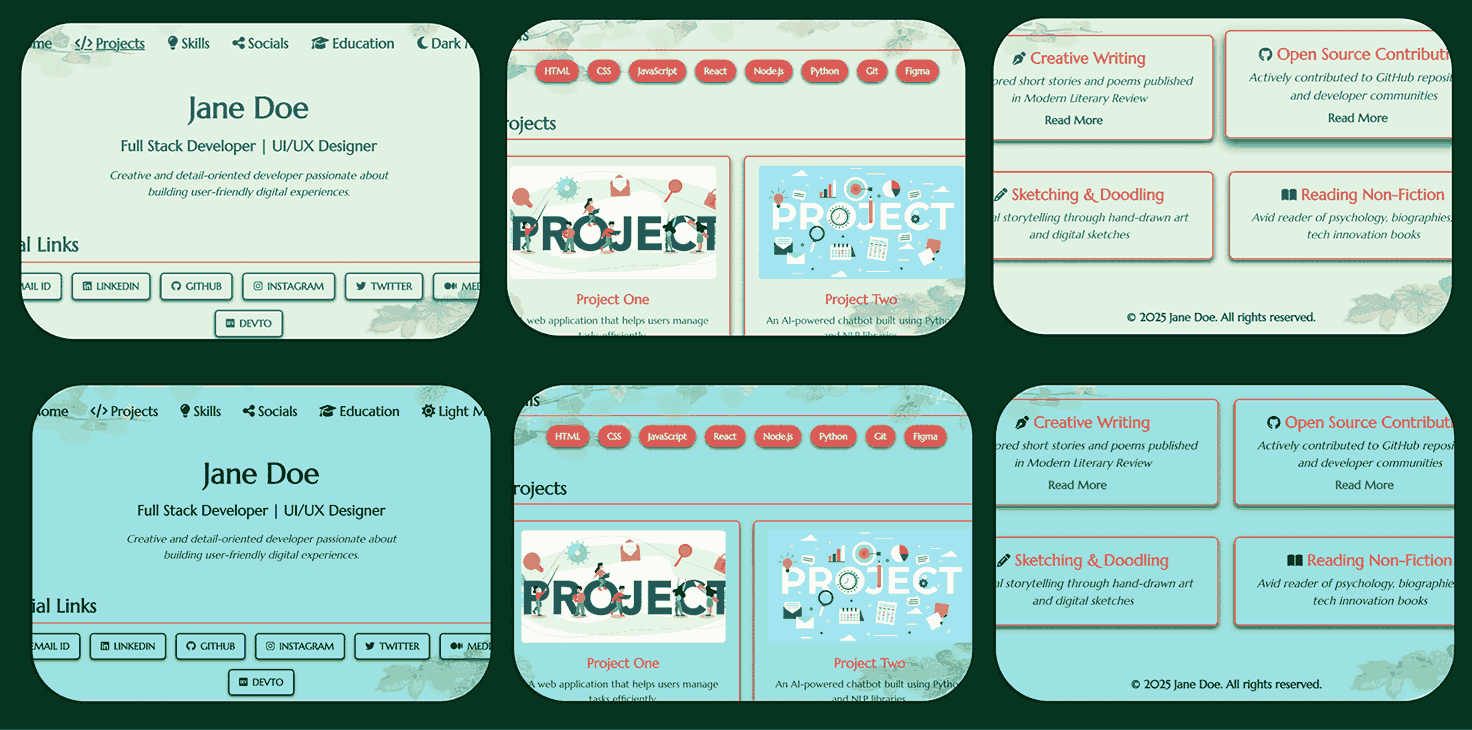 Projects Skills Socials Education Dark
Jane Doe
Full Stack Developer | UI/UX Designer
Creative and detail-oriented developer passionate about
building user-friendly digital experiences.
Links
LINKEDIN GITHUB INSTAGRAM TWITTER
DEVTO
HTML CSS JavaScript React Node.js Python Git Figma
rojects
PROJECT
PROJECT
Project One
Project Two
web application that helps users manage
tasks efficiently
An AI-powered chatbot built using Pytho
and NLP libraries
Creative Writing
ored short stories and poems published
in Modern Literary Review
Read More
Open Source Contributi
Actively contributed to GitHub reposit
and developer communities
Read More
Sketching & Doodling
al storytelling through hand-drawn art
and digital sketches
Reading Non-Fiction
Avid reader of psychology, biographies,
tech innovation books
© 2025 Jane Doe. All rights reserved.
ome Projects Skills Socials Education Light M
Jane Doe
Full Stack Developer | UI/UX Designer
Creative and detail-oriented developer passionate about
building user-friendly digital experiences.
ial Links
EMAIL ID LINKEDIN GITHUB INSTAGRAM TWITTER MEDI
DEVTO
HTML CSS JavaScript React Node.js Python Git Figma
rojects
PROJECT
PROJECT
Project One
Project Two
A web application that helps users manage
tasks efficiently
An AI-powered chatbot built using Pytho
and NLP libraries
Creative Writing
ored short stories and poems published
in Modern Literary Review
Read More
Open Source Contribut
Actively contributed to GitHub reposi
and developer communities
Read More
Sketching & Doodling
al storytelling through hand-drawn art
and digital sketches
Reading Non-Fiction
Avid reader of psychology, biographie
tech innovation books
© 2025 Jane Doe. All rights reserved.